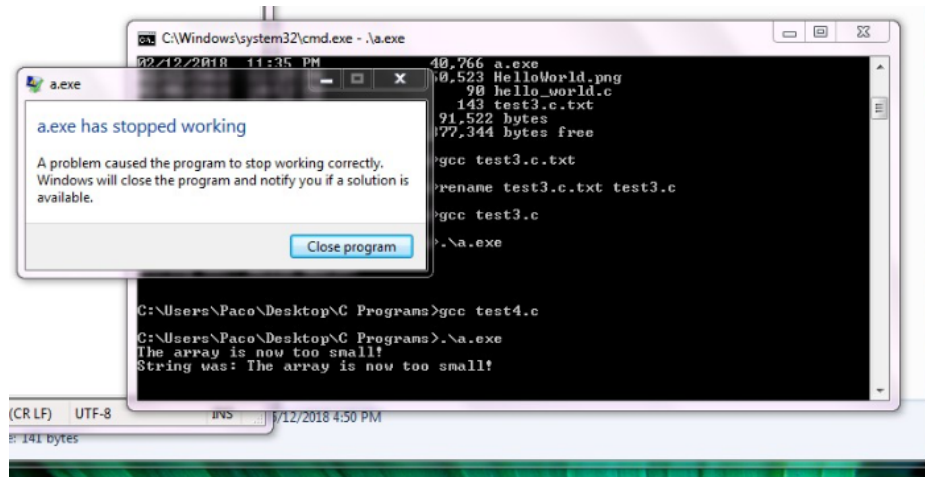 C:\Windows\system32\cmd.exe - .\a.exe
02/12/2018 11:35 PM 40,766 a.exe
50,523 HelloWorld.png
90 hello_world.c
143 test3.c.txt
91,522 bytes
377,344 bytes free
>gcc test3.c.txt
>rename test3.c.txt test3.c
>gcc test3.c
>.\a.exe
C:\Users\Paco\Desktop\C Programs>gcc test4.c
C:\Users\Paco\Desktop\C Programs>.\a.exe
The array is now too small!
String was: The array is now too small!
a.exe
a.exe has stopped working
A problem caused the program to stop working correctly.
Windows will close the program and notify you if a solution is
available.
Close program
(CR LF) UTF-8 INS
/12/2018 4:50 PM
141 bytes